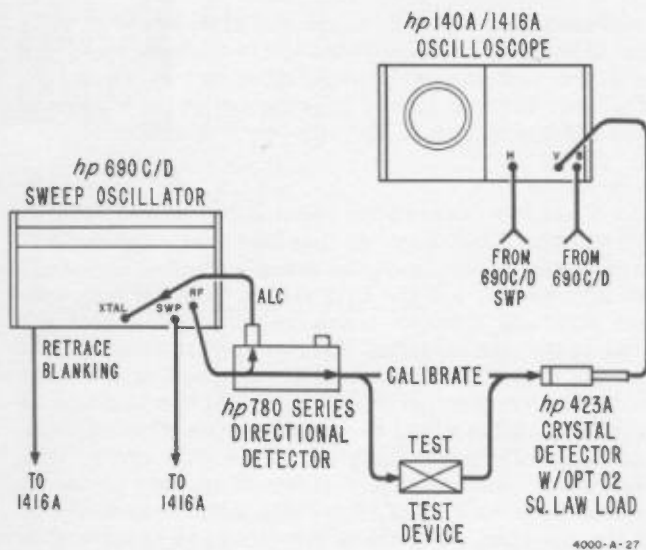 hp 140A/1416A
OSCILLOSCOPE
H
V
B
hp 690 C/D
SWEEP OSCILLATOR
FROM
690C/D
SWP
FROM
690C/D
XTAL
SWP
RF
ALC
RETRACE
BLANKING
CALIBRATE
hp 780 SERIES
DIRECTIONAL
DETECTOR
hp 423A
CRYSTAL
DETECTOR
W/OPT 02
SQ. LAW LOAD
TEST
TEST
DEVICE
TO
1416A
TO
1416A
4000-A-27